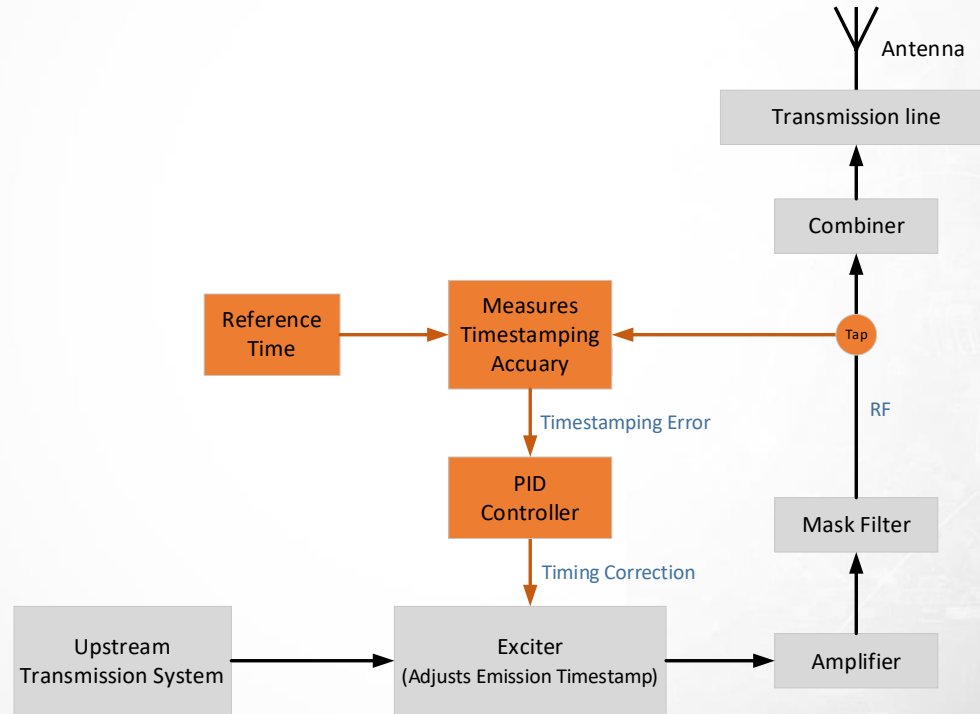 Antenna
Transmission line
Combiner
Reference
Time
Measures
Timestamping
Accuary
Tap
RF
Timestamping Error
PID
Controller
Mask Filter
Timing Correction
Upstream
Transmission System
Exciter
(Adjusts Emission Timestamp)
Amplifier